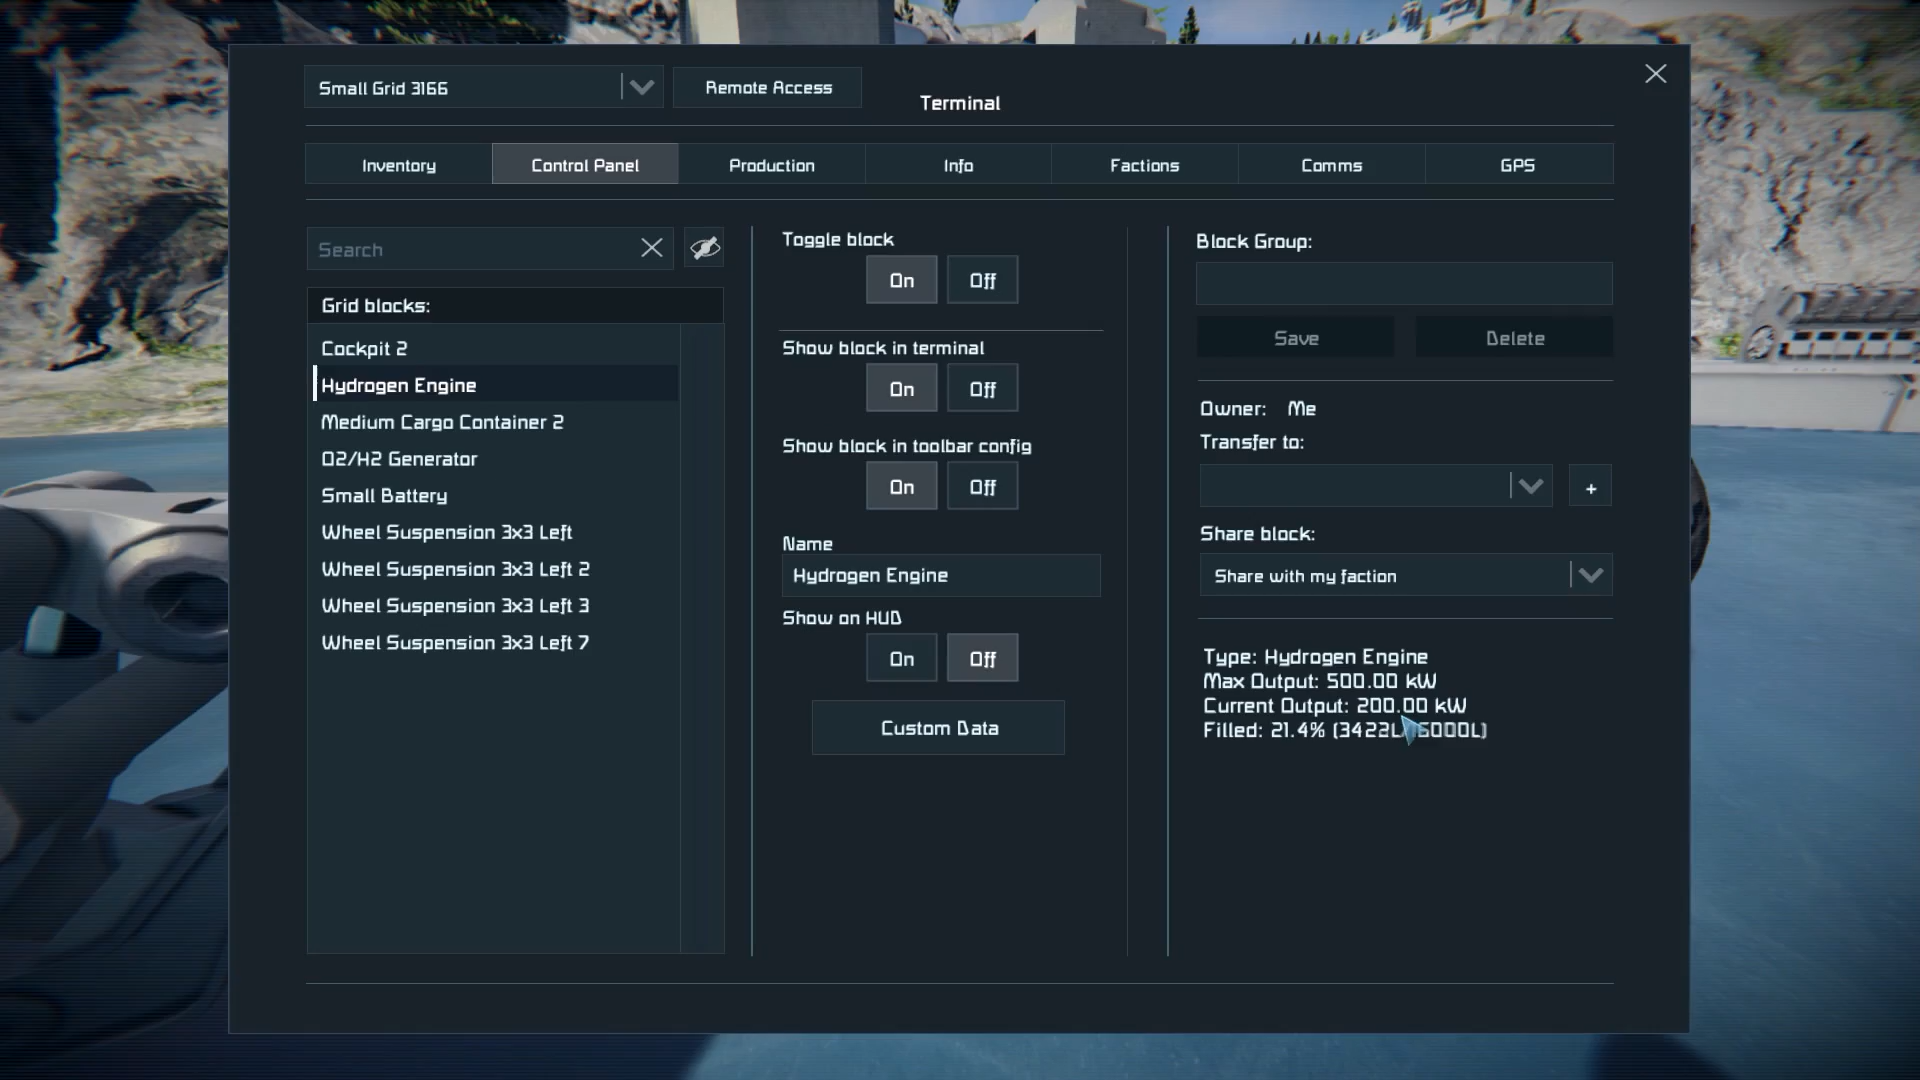 Small Grid 3166
Remote Access
Terminal
Inventory
Control Panel
Production
Info
Factions
Comms
GPS
Search
Grid blocks:
Cockpit 2
Hydrogen Engine
Medium Cargo Container 2
O2/H2 Generator
Small Battery
Wheel Suspension 3x3 Left
Wheel Suspension 3x3 Left 2
Wheel Suspension 3x3 Left 3
Wheel Suspension 3x3 Left 7
Toggle block
On Off
Show block in terminal
On Off
Show block in toolbar config
On Off
Name
Hydrogen Engine
Show on HUD
On Off
Custom Data
Block Group:
Save Delete
Owner: Me
Transfer to:
+
Share block:
Share with my faction
Type: Hydrogen Engine
Max Output: 500.00 kW
Current Output: 200.00 kW
Filled: 21.4%